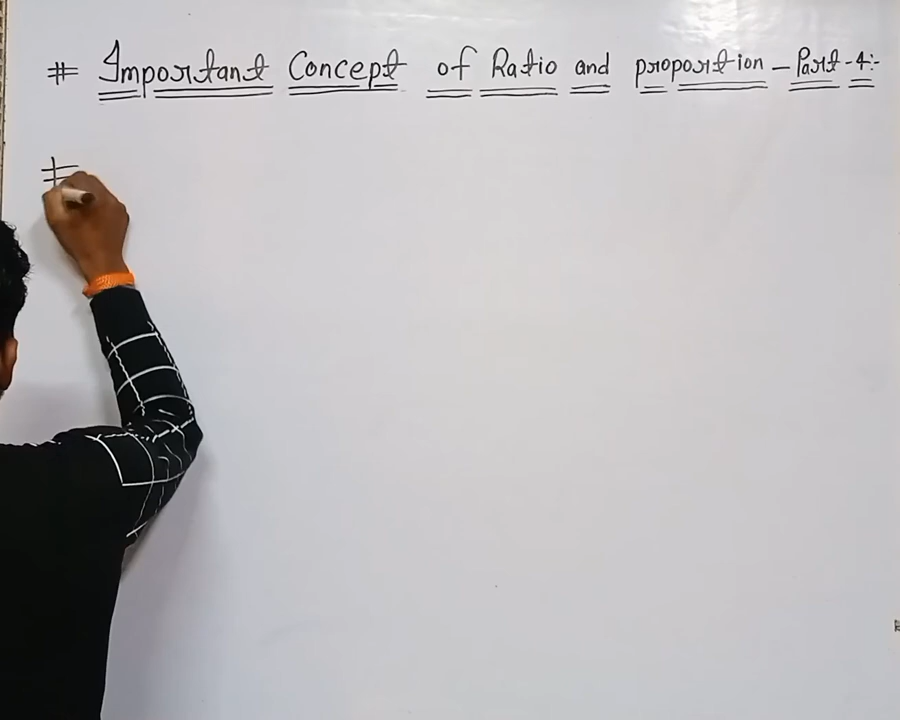 # Important Concept of Ratio and proportion - Part - 4:-
#